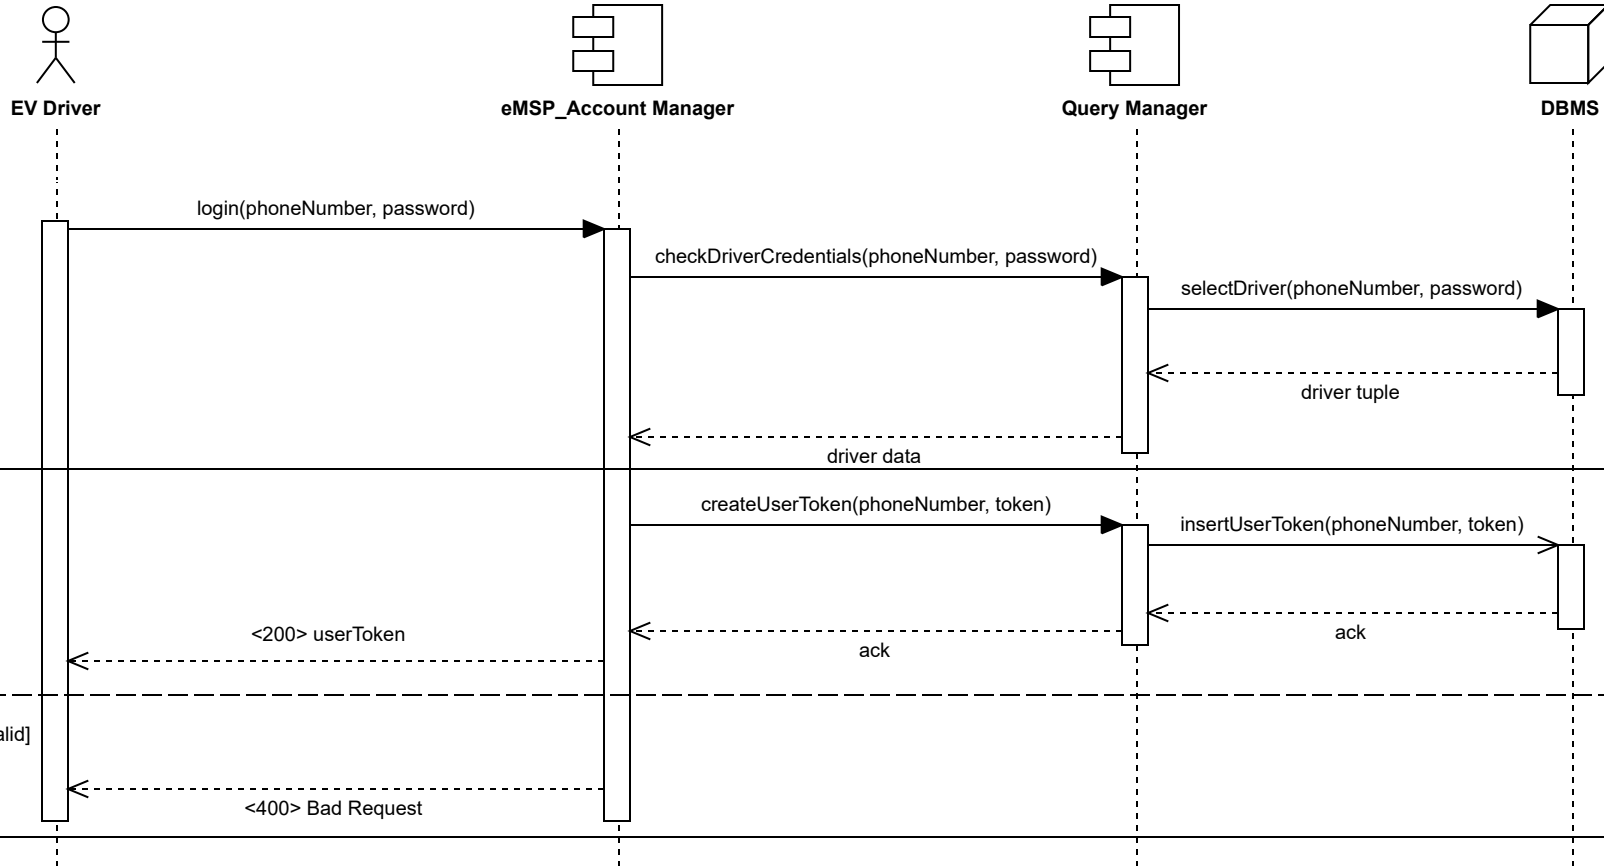 EV Driver
eMSP_Account Manager
Query Manager
DBMS
login(phoneNumber, password)
checkDriverCredentials(phoneNumber, password)
selectDriver(phoneNumber, password)
driver tuple
driver data
createUserToken(phoneNumber, token)
insertUserToken(phoneNumber, token)
ack
<200> userToken
ack
alid]
<400> Bad Request